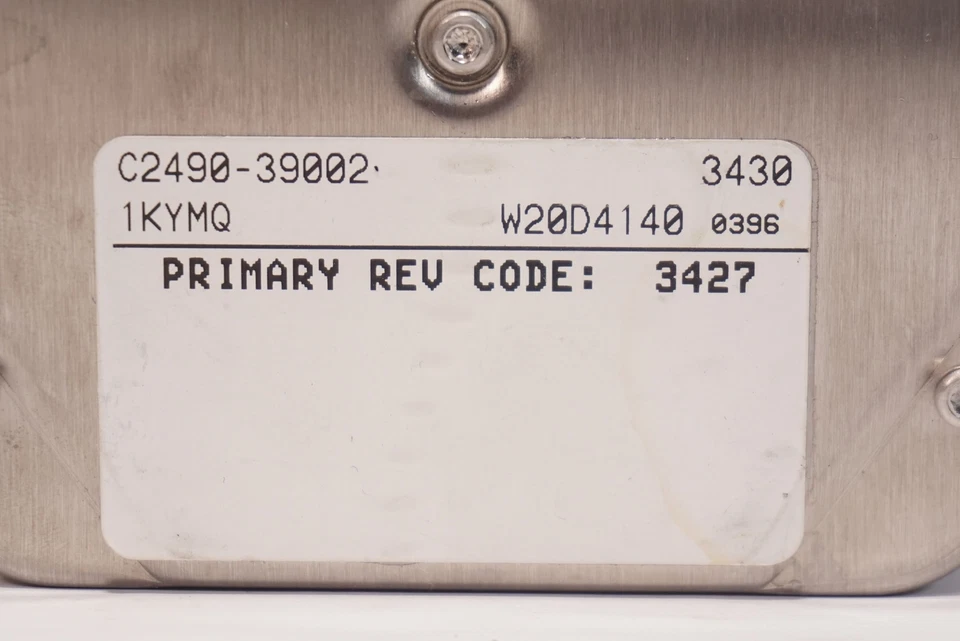 C2490-39002 3430
1KYMQ W20D4140 0396
PRIMARY REV CODE: 3427